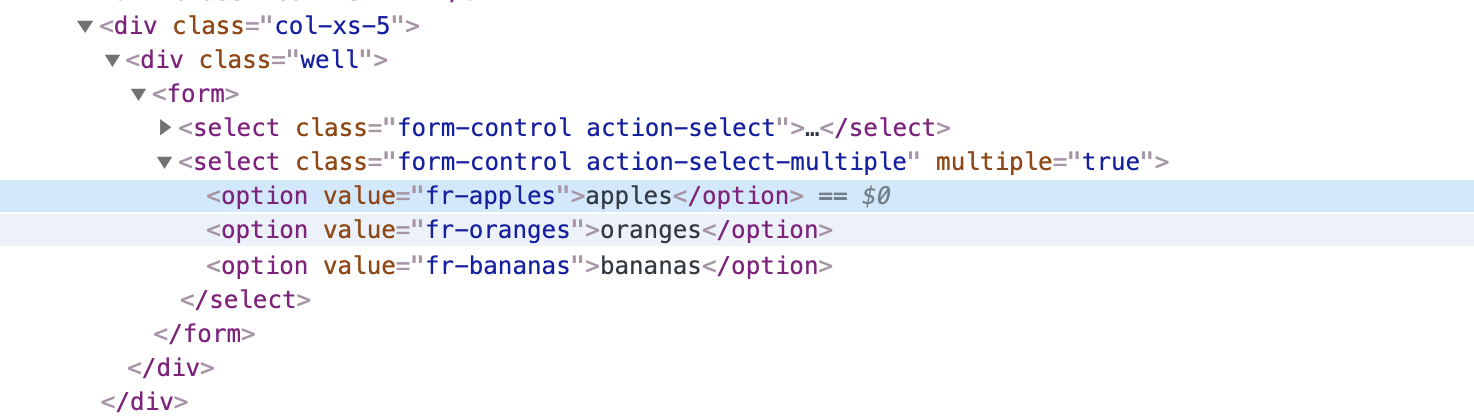 <div class="col-xs-5">
<div class="well">
<form>
<select class="form-control action-select">…</select>
<select class="form-control action-select-multiple" multiple="true">
<option value="fr-apples">apples</option> == $0
<option value="fr-oranges">oranges</option>
<option value="fr-bananas">bananas</option>
</select>
</form>
</div>
</div>